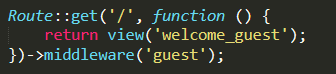 Route::get('/', function () {
    return view('welcome_guest');
})->middleware('guest');